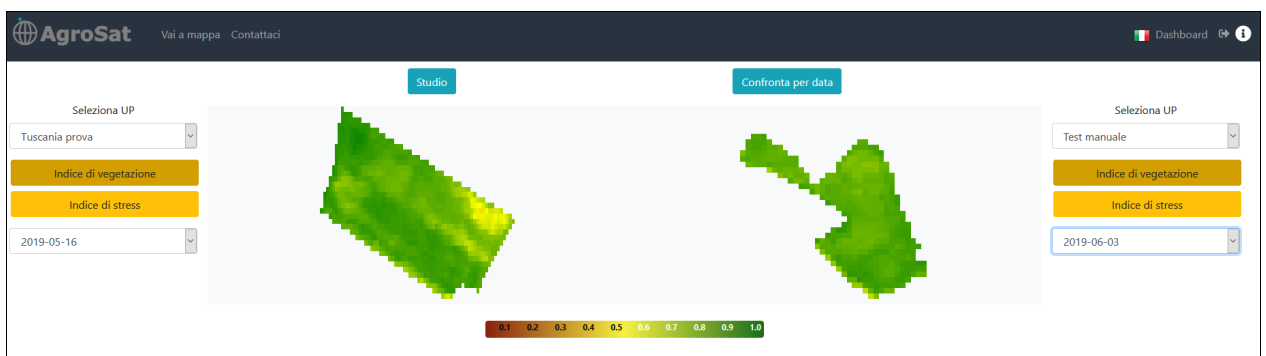 AgroSat Vai a mappa Contattaci Dashboard i
Studio Confronta per data
Seleziona UP
Tuscania prova
Indice di vegetazione
Indice di stress
2019-05-16
Seleziona UP
Test manuale
Indice di vegetazione
Indice di stress
2019-06-03
0.1 0.2 0.3 0.4 0.5 0.6 0.7 0.8 0.9 1.0